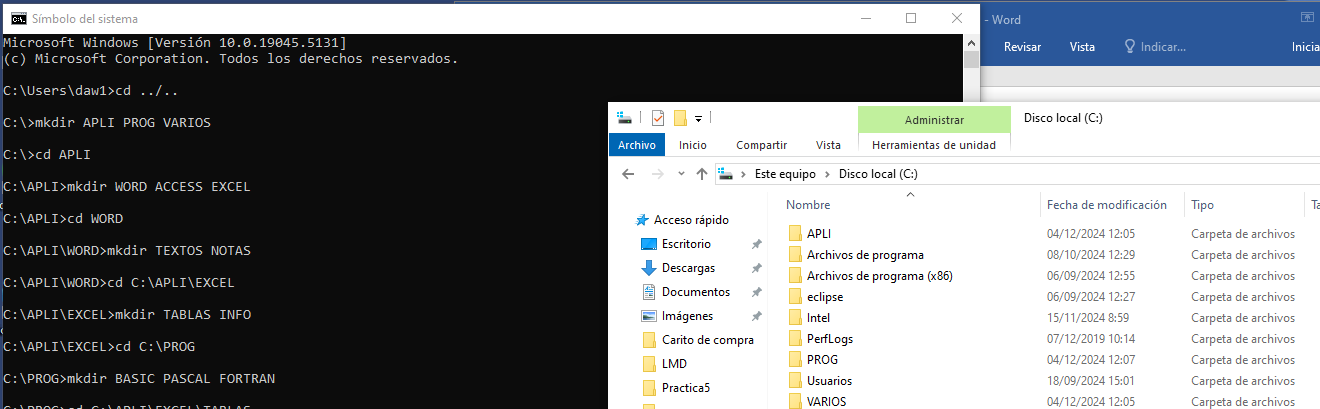 Símbolo del sistema
Microsoft Windows [Versión 10.0.19045.5131]
(c) Microsoft Corporation. Todos los derechos reservados.
C:\Users\daw1>cd ../..
C:\>mkdir APLI PROG VARIOS
C:\>cd APLI
C:\APLI>mkdir WORD ACCESS EXCEL
C:\APLI>cd WORD
C:\APLI\WORD>mkdir TEXTOS NOTAS
C:\APLI\WORD>cd C:\APLI\EXCEL
C:\APLI\EXCEL>mkdir TABLAS INFO
C:\APLI\EXCEL>cd C:\PROG
C:\PROG>mkdir BASIC PASCAL FORTRAN
C:\PROG>cd C:\APLI\EXCEL\TABLAS
- Word
Revisar Vista Indicar... Inicia
Administrar Disco local (C:)
Archivo Inicio Compartir Vista Herramientas de unidad
Este equipo > Disco local (C:)
Acceso rápido
Escritorio
Descargas
Documentos
Imágenes
Carito de compra
LMD
Practica5
Nombre Fecha de modificación Tipo Ta
APLI 04/12/2024 12:05 Carpeta de archivos
Archivos de programa 08/10/2024 12:29 Carpeta de archivos
Archivos de programa (x86) 06/09/2024 12:55 Carpeta de archivos
eclipse 06/09/2024 12:27 Carpeta de archivos
Intel 15/11/2024 8:59 Carpeta de archivos
PerfLogs 07/12/2019 10:14 Carpeta de archivos
PROG 04/12/2024 12:07 Carpeta de archivos
Usuarios 18/09/2024 15:01 Carpeta de archivos
VARIOS 04/12/2024 12:05 Carpeta de archivos